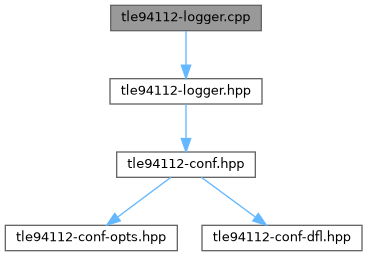 tle94112-logger.cpp
tle94112-logger.hpp
tle94112-conf.hpp
tle94112-conf-opts.hpp
tle94112-conf-dfl.hpp